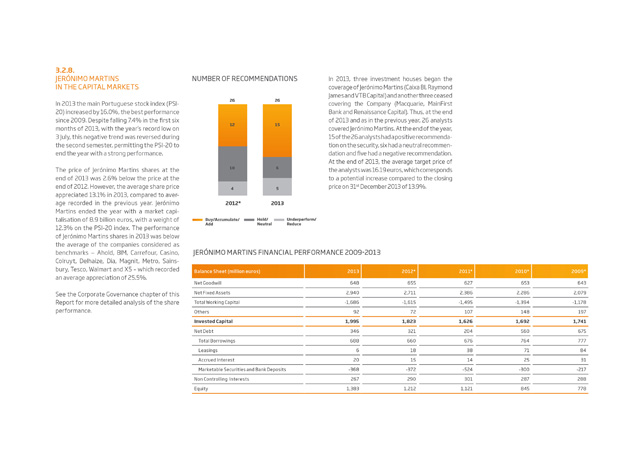 3.2.8.
JERÓNIMO MARTINS
IN THE CAPITAL MARKETS
In 2013 the main Portuguese stock index (PSI-
20) increased by 16.0%, the best performance
since 2009. Despite falling 7.4% in the first six
months of 2013, with the year's record low on
3 July, this negative trend was reversed during
the second semester, permitting the PSI-20 to
end the year with a strong performance.
The price of Jerónimo Martins shares at the
end of 2013 was 2.6% below the price at the
end of 2012. However, the average share price
appreciated 13.1% in 2013, compared to aver-
age recorded in the previous year. Jerónimo
Martins ended the year with a market capi-
talisation of 8.9 billion euros, with a weight of
12.3% on the PSI-20 index. The performance
of Jerónimo Martins shares in 2013 was below
the average of the companies considered as
benchmarks – Ahold, BIM, Carrefour, Casino,
Colruyt, Delhaize, Dia, Magnit, Metro, Sains-
bury, Tesco, Walmart and X5 – which recorded
an average appreciation of 25.5%.
See the Corporate Governance chapter of this
Report for more detailed analysis of the share
performance.
NUMBER OF RECOMMENDATIONS
26 26
12 15
10 6
4 5
2012* 2013
Buy/Accumulate/ Hold/ Underperform/
Add Neutral Reduce
In 2013, three investment houses began the
coverage of Jerónimo Martins (Caixa BI, Raymond
James and VTB Capital) and another three ceased
covering the Company (Macquarie, MainFirst
Bank and Renaissance Capital). Thus, at the end
of 2013 and as in the previous year, 26 analysts
covered Jerónimo Martins. At the end of the year,
15 of the 26 analysts had a positive recommenda-
tion on the security, six had a neutral recommen-
dation and five had a negative recommendation.
At the end of 2013, the average target price of
the analysts was 16.19 euros, which corresponds
to a potential increase compared to the closing
price on 31st December 2013 of 13.9%.
JERÓNIMO MARTINS FINANCIAL PERFORMANCE 2009-2013
Balance Sheet (million euros) 2013 2012* 2011* 2010* 2009*
Net Goodwill 648 655 627 653 643
Net Fixed Assets 2,940 2,711 2,386 2,285 2,079
Total Working Capital -1,686 -1,615 -1,495 -1,394 -1,178
Others 92 72 107 148 197
Invested Capital 1,995 1,823 1,626 1,692 1,741
Net Debt 346 321 204 560 675
Total Borrowings 688 660 676 764 777
Leasings 6 18 38 71 84
Accrued Interest 20 15 14 25 31
Marketable Securities and Bank Deposits -368 -372 -524 -300 -217
Non Controlling Interests 267 290 301 287 288
Equity 1,383 1,212 1,121 845 778